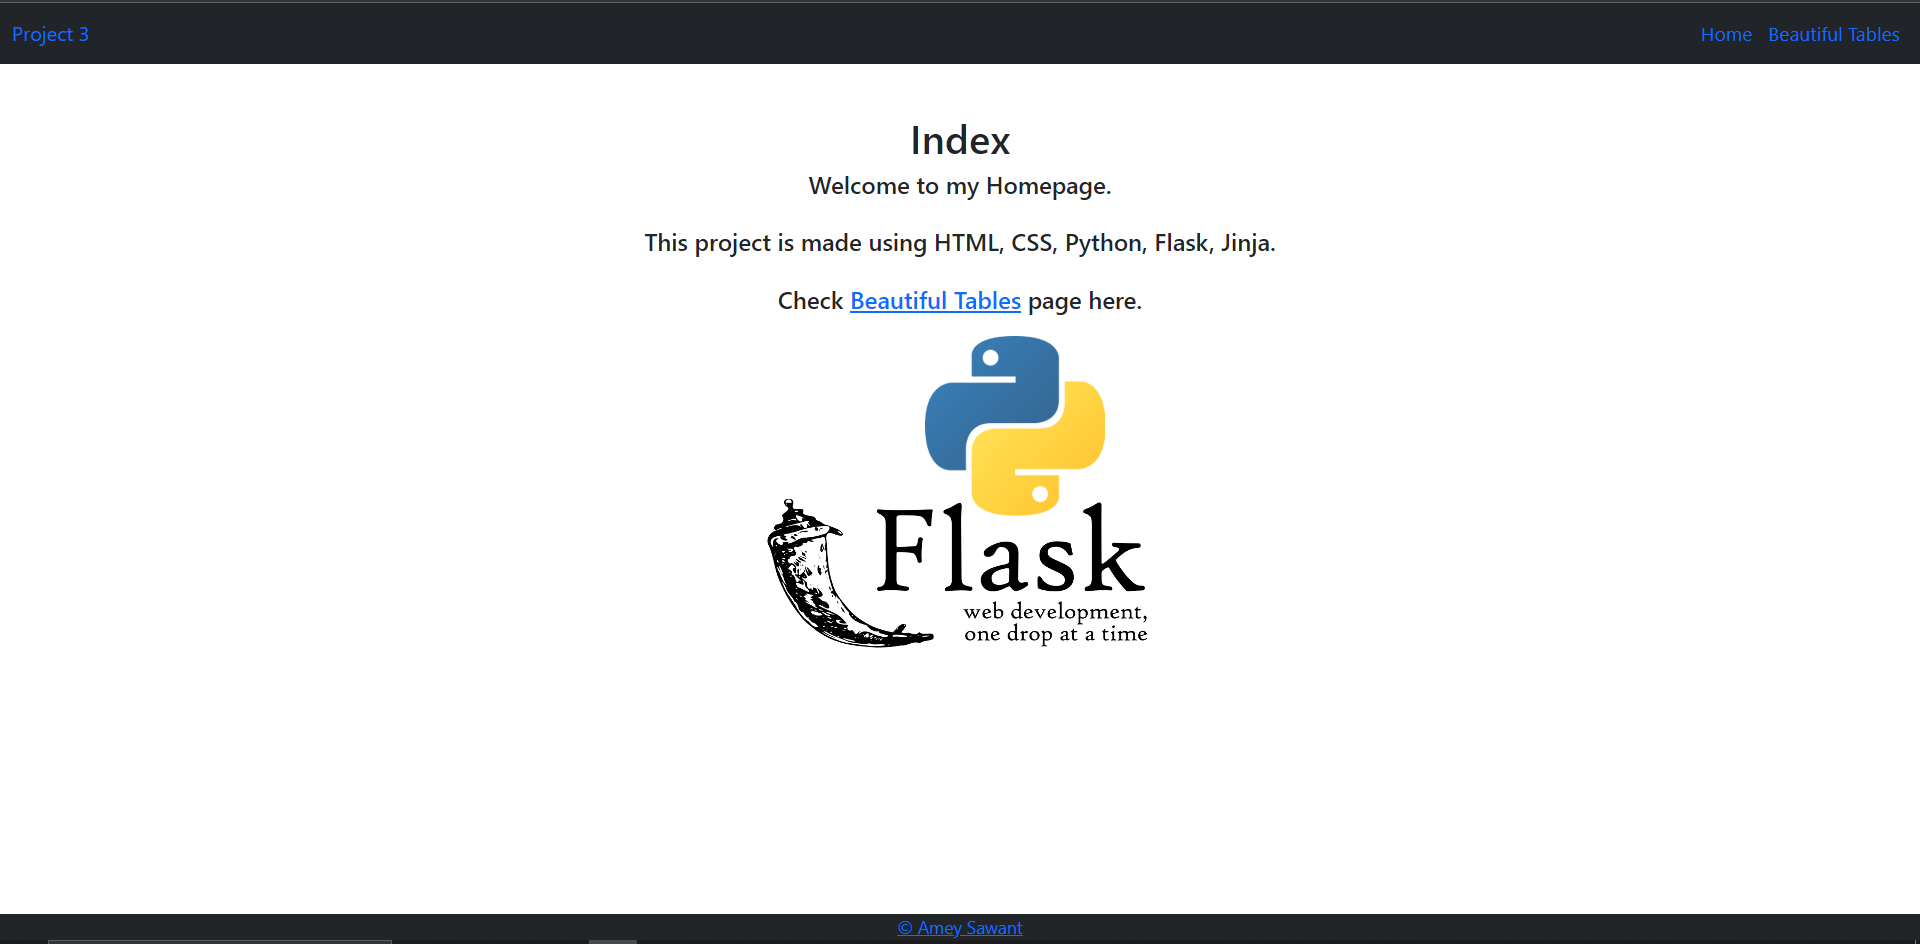 Project 3
Home Beautiful Tables
Index
Welcome to my Homepage.
This project is made using HTML, CSS, Python, Flask, Jinja.
Check Beautiful Tables page here.
Flask
web development,
one drop at a time
© Amey Sawant